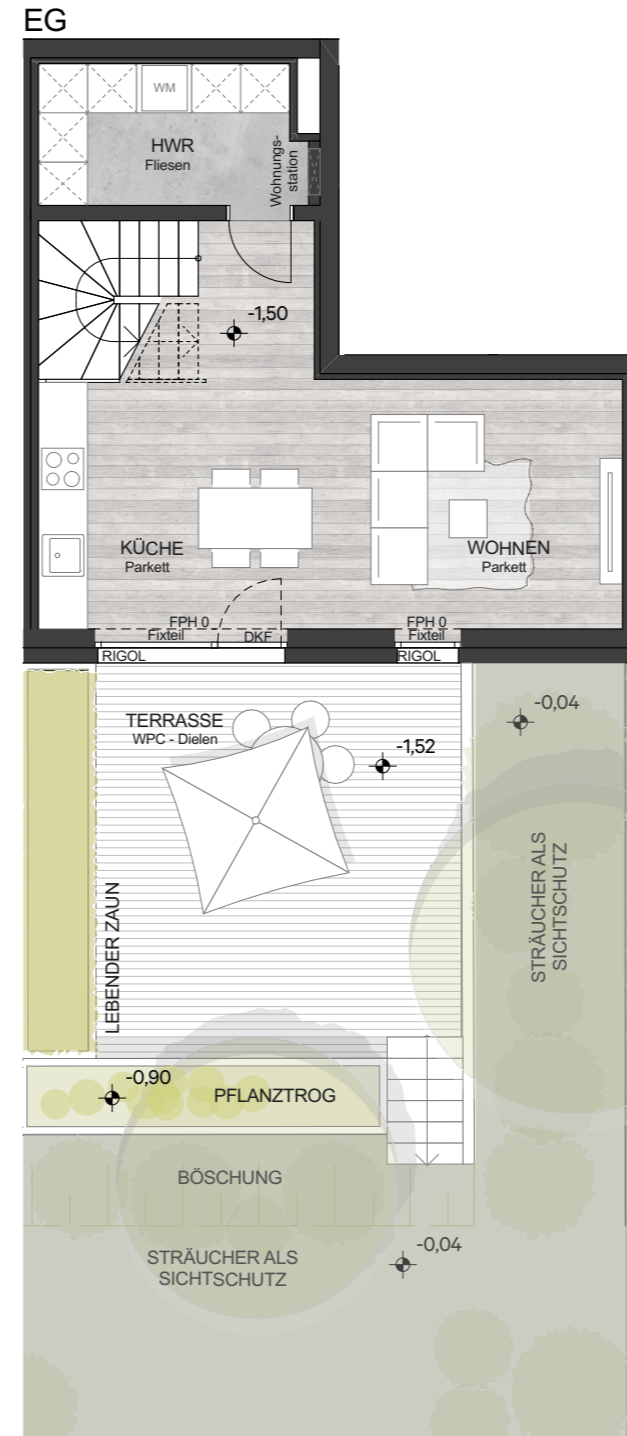 EG
WM
HWR
Fliesen
Wohnungs-
station
-1,50
KÜCHE
Parkett
WOHNEN
Parkett
FPH 0
Fixteil
DKF
FPH 0
Fixteil
RIGOL
RIGOL
TERRASSE
WPC - Dielen
-1,52
-0,04
STRÄUCHER ALS
SICHTSCHUTZ
LEBENDER ZAUN
-0,90
PFLANZTROG
BÖSCHUNG
STRÄUCHER ALS
SICHTSCHUTZ
-0,04